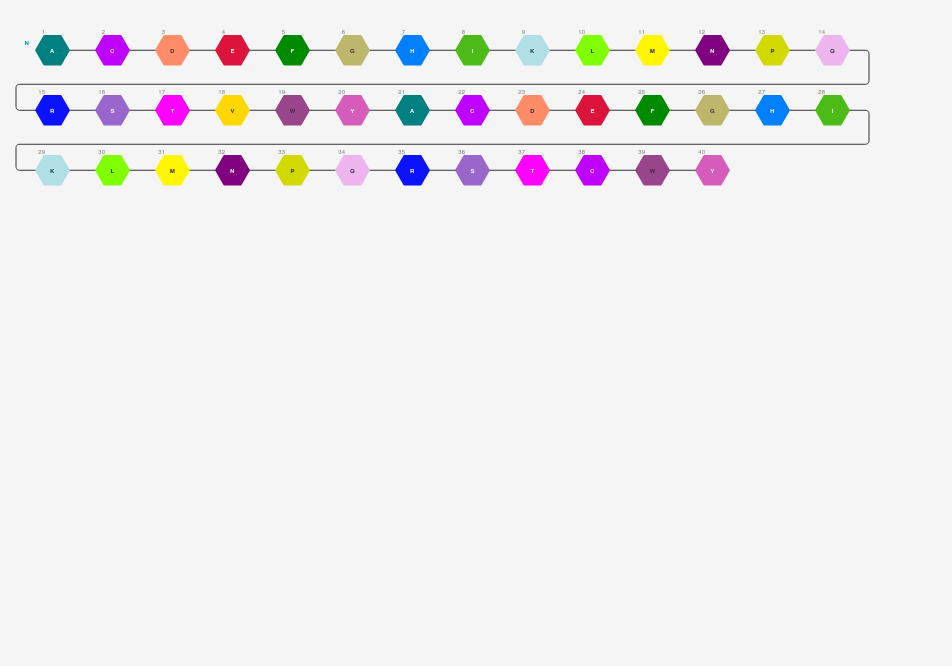 1 2 3 4 5 6 7 8 9 10 11 12 13 14
N A C D E F G H I K L M N P Q
15 16 17 18 19 20 21 22 23 24 25 26 27 28
R S T V W Y A C D E F G H I
29 30 31 32 33 34 35 36 37 38 39 40
K L M N P Q R S T C W Y